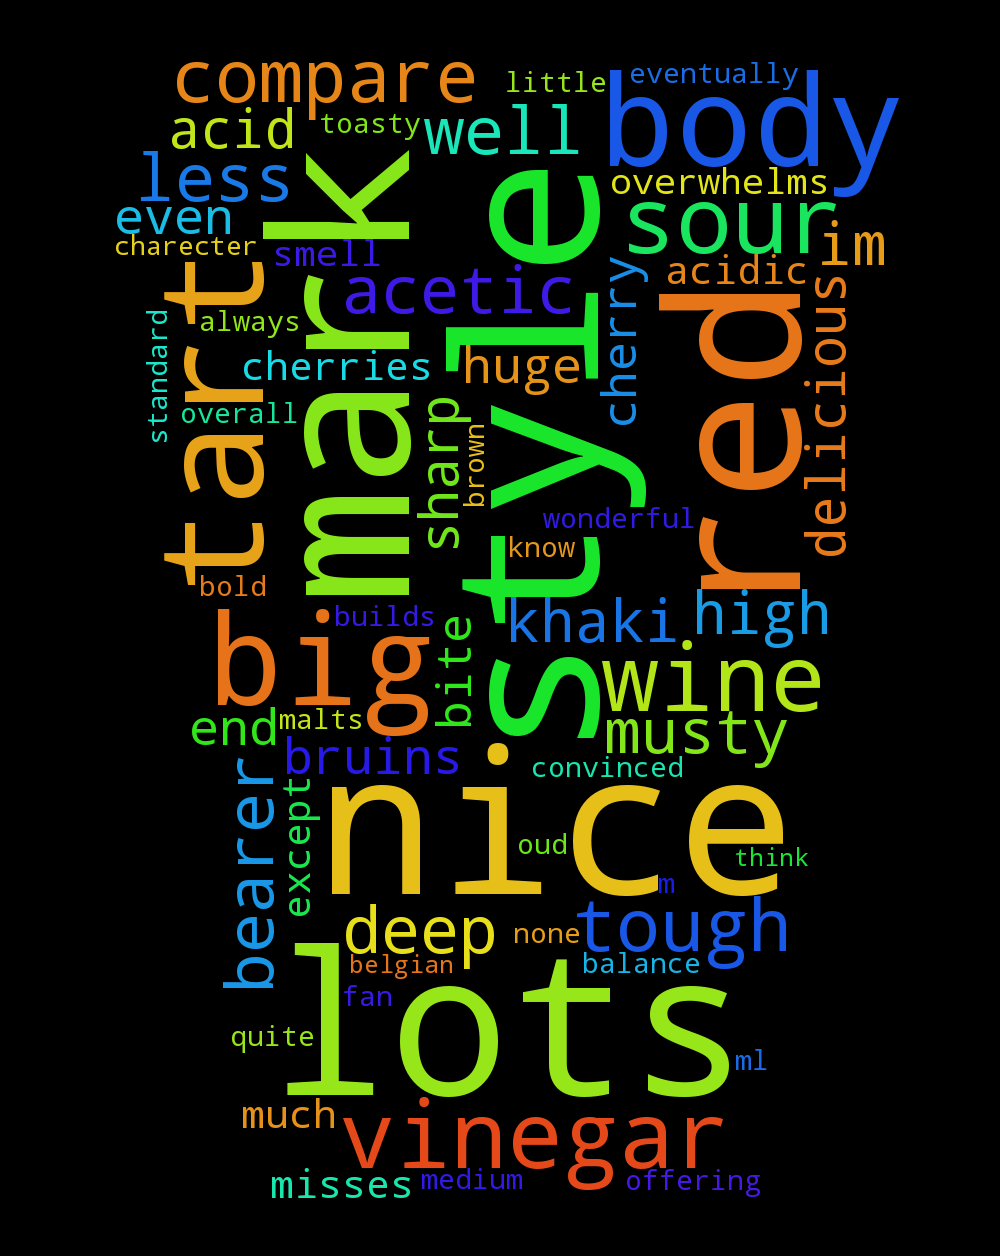 compare
little
eventually
body
acid
toasty
well
less
overwhelms
even
sour
im
charecter
smell
mark
style
acetic
acidic
tart
red
cherry
delicious
standard
always
cherries
huge
overall
sharp
brown
wonderful
know
bold
builds
khaki
high
big
bite
wine
end
malts
musty
bruins
convinced
bearer
except
nice
oud
think
m
deep
none
tough
belgian
balance
fan
lots
quite
ml
much
vinegar
misses
medium
offering